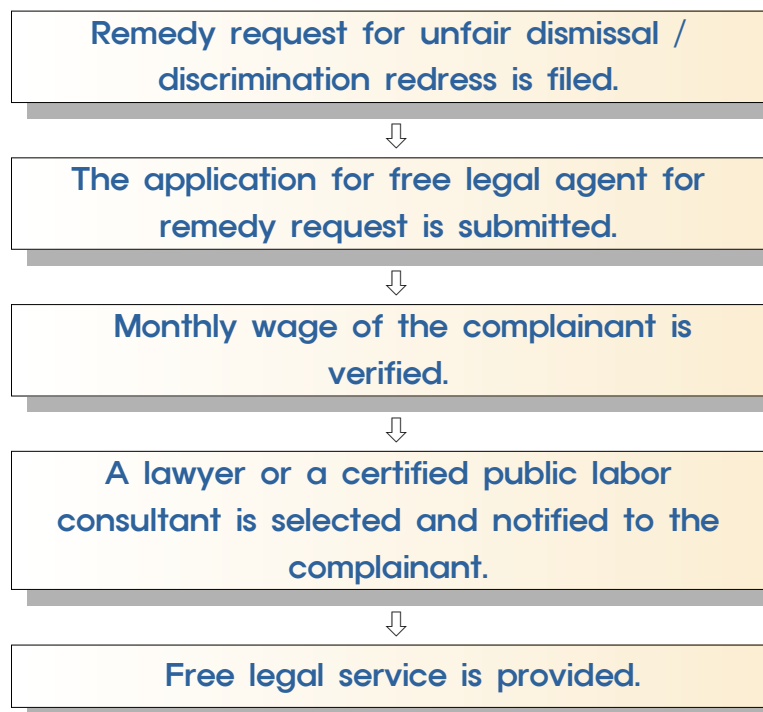 Remedy request for unfair dismissal /
discrimination redress is filed.
The application for free legal agent for
remedy request is submitted.
Monthly wage of the complainant is
verified.
A lawyer or a certified public labor
consultant is selected and notified to the
complainant.
Free legal service is provided.